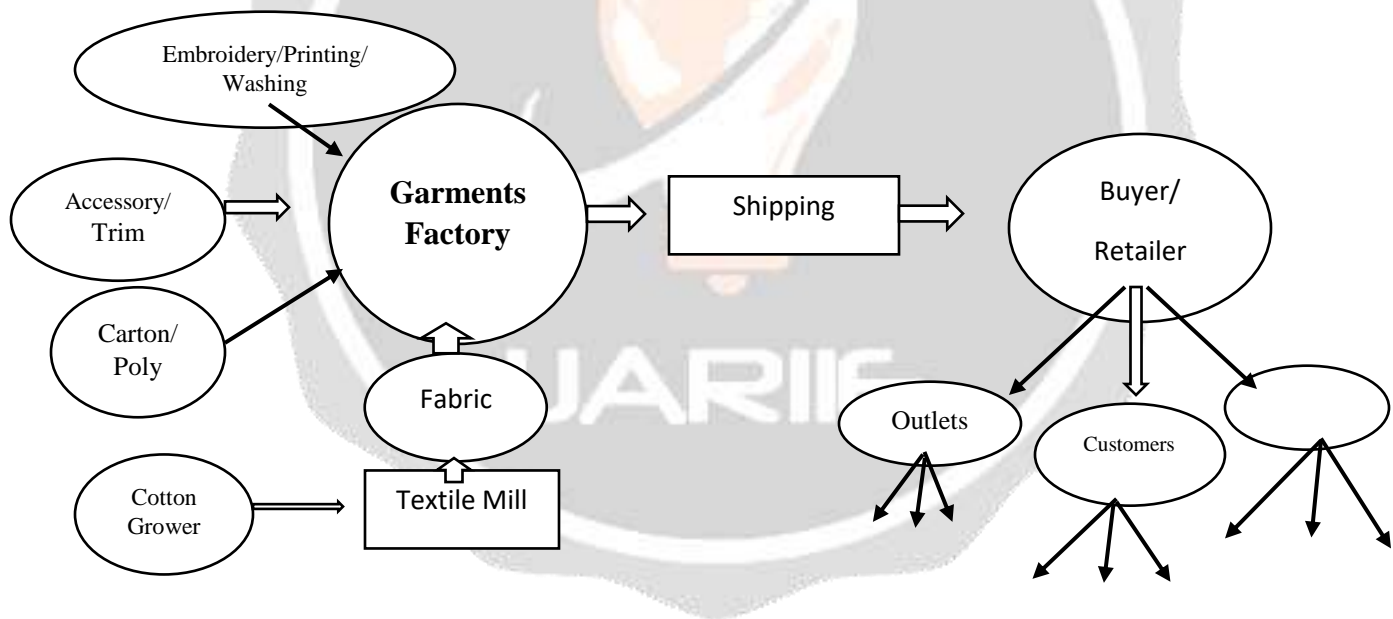 Embroidery/Printing/
Washing
Accessory/
Trim
Carton/
Poly
Cotton
Grower
Garments
Factory
Fabric
Textile Mill
Shipping
Buyer/
Retailer
Outlets
Customers